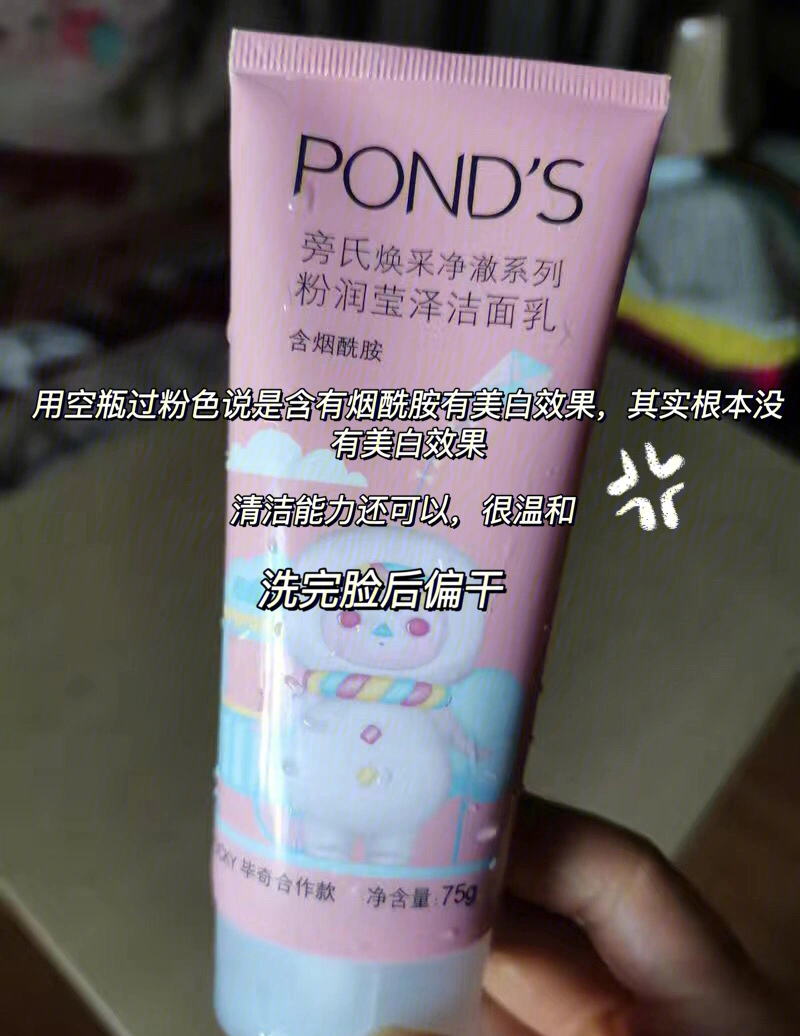 POND'S
旁氏焕采净澈系列
粉润莹泽洁面乳
含烟酰胺
用空瓶过粉色说是含有烟酰胺有美白效果，其实根本没
有美白效果
清洁能力还可以，很温和
洗完脸后偏干
毕奇合作款
净含量:75g